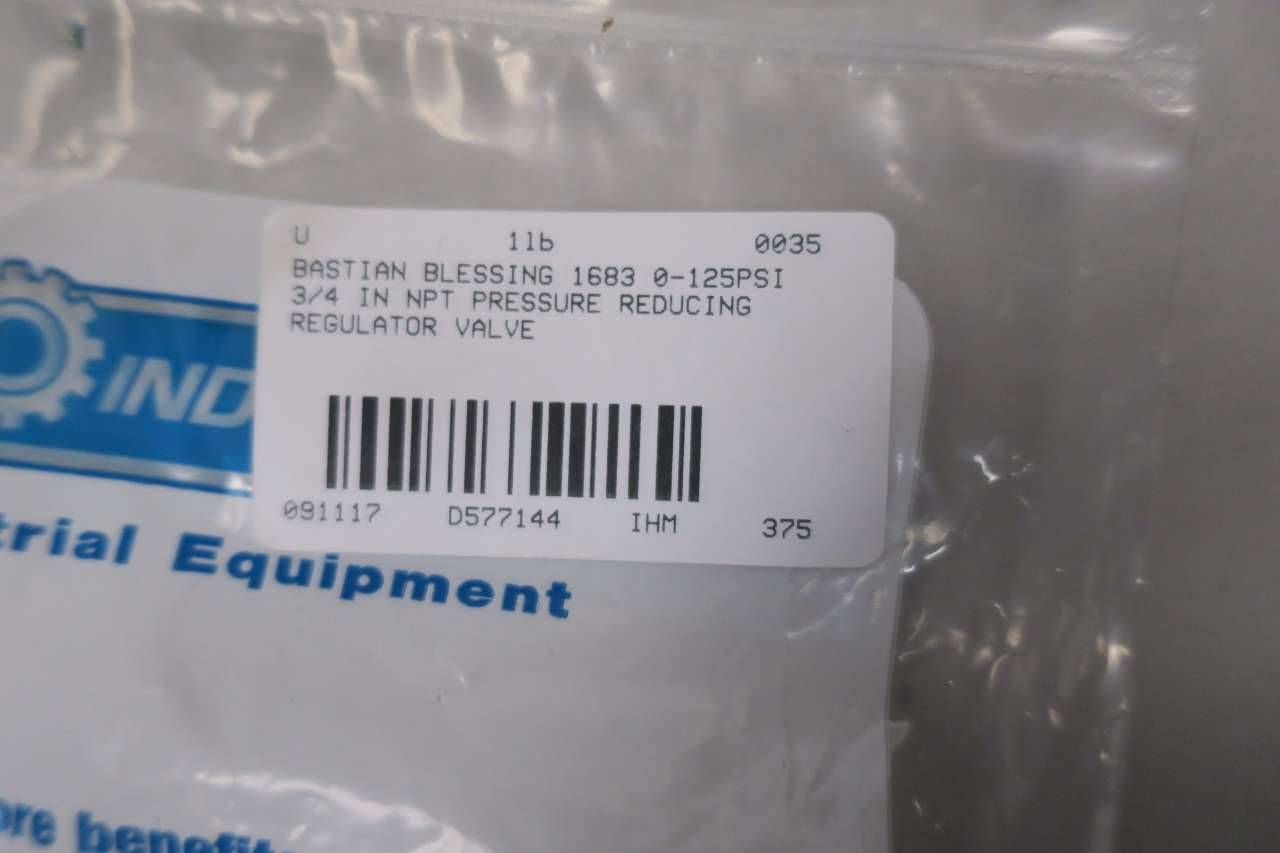 U 1lb 0035
BASTIAN BLESSING 1683 0-125PSI
3/4 IN NPT PRESSURE REDUCING
REGULATOR VALVE
091117 D577144 IHM 375
IND
trial Equipment
ore benefit